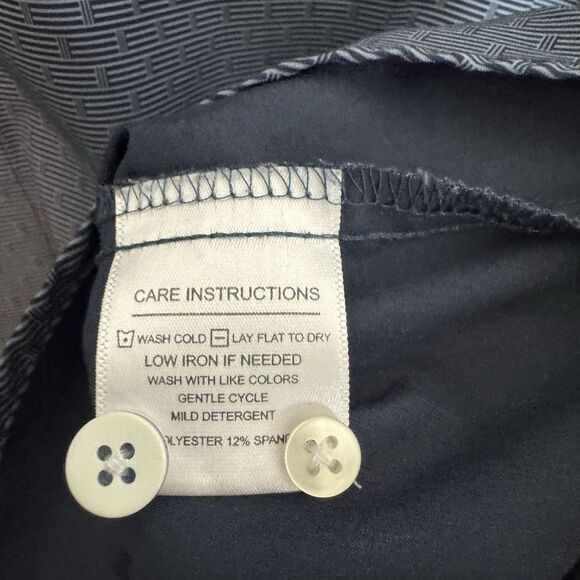 CARE INSTRUCTIONS
WASH COLD LAY FLAT TO DRY
LOW IRON IF NEEDED
WASH WITH LIKE COLORS
GENTLE CYCLE
MILD DETERGENT
OLYESTER 12% SPAN